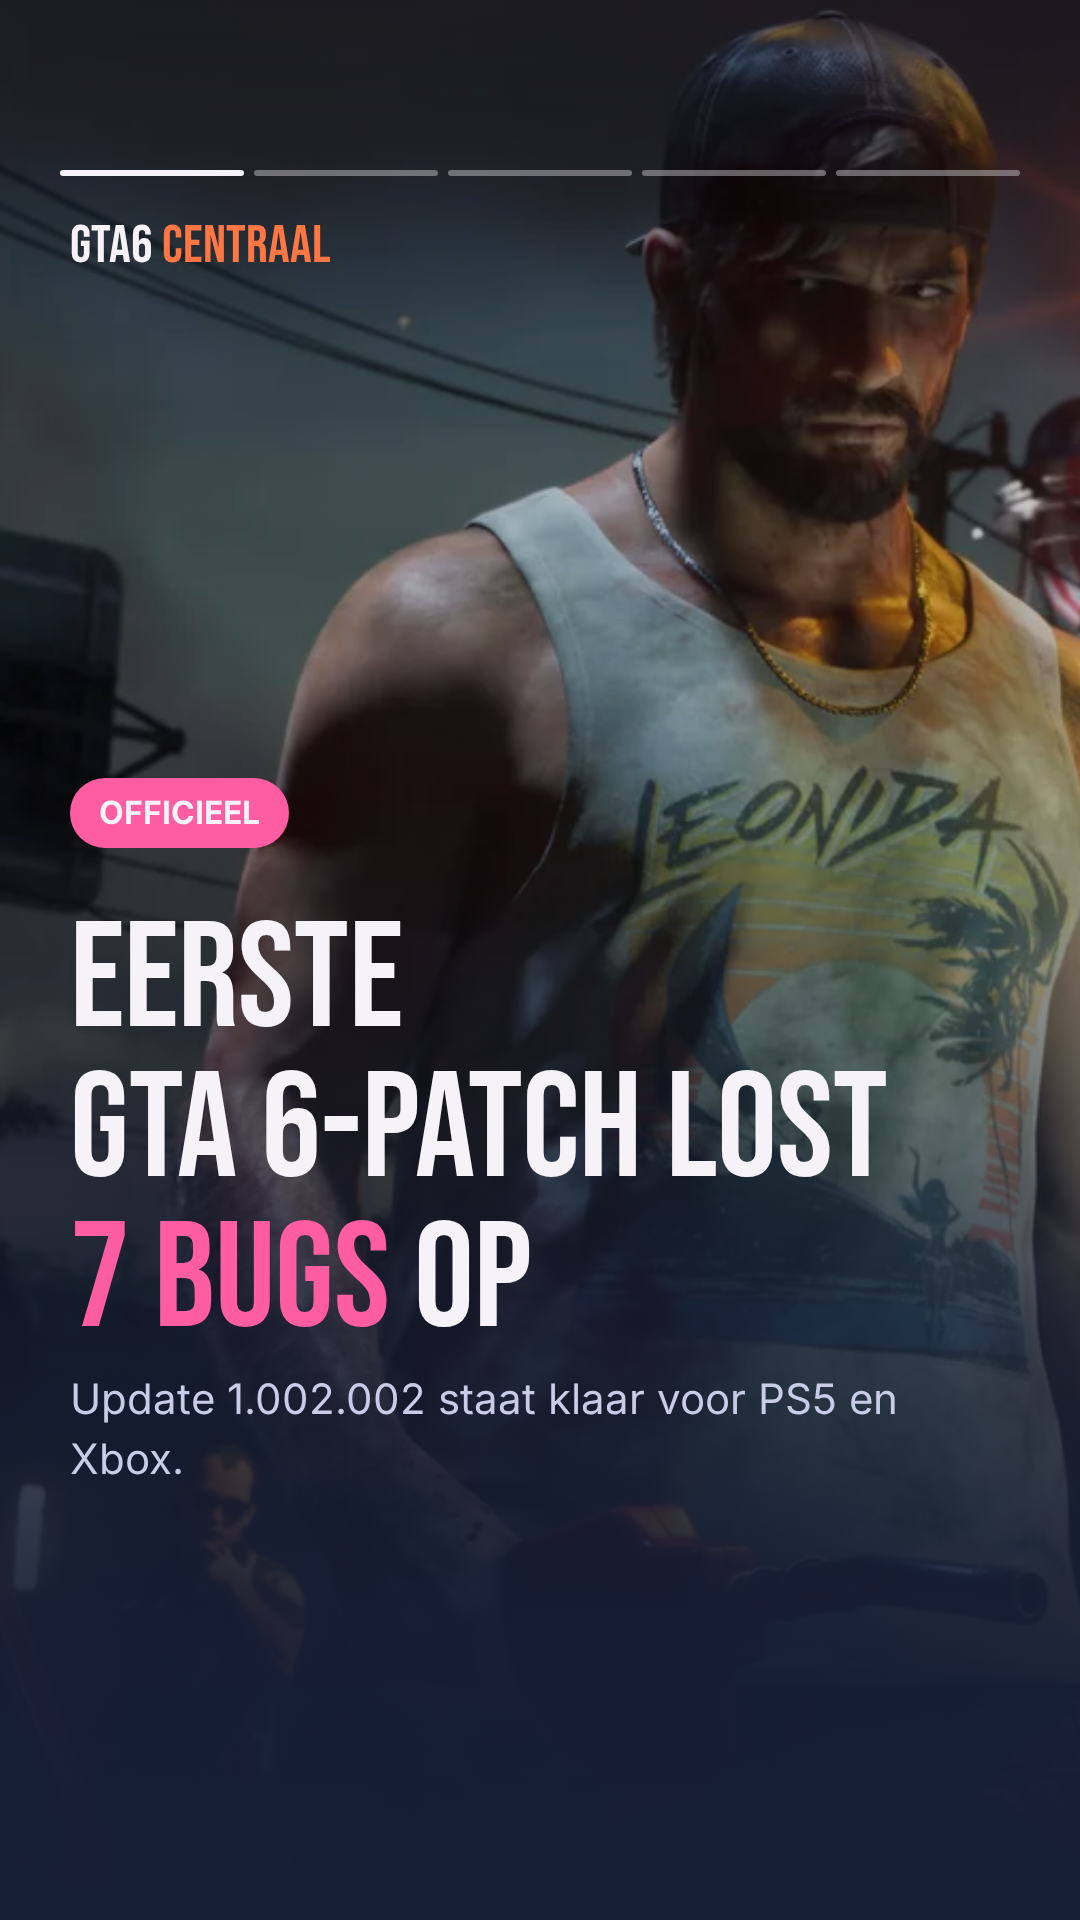 GTA6 CENTRAAL
OFFICIEEL
EERSTE
GTA 6-PATCH LOST
7 BUGS OP
LEONIDA
Update 1.002.002 staat klaar voor PS5 en
Xbox.